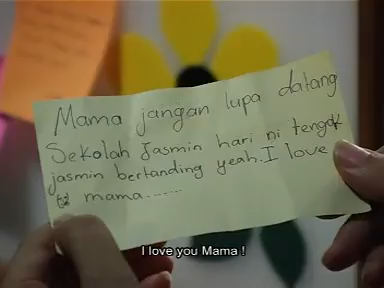 Mama jangan lupa datang
Sekolah Jasmin hari ni tengok
jasmin bertanding yeah. I love
mama......
I love you Mama !